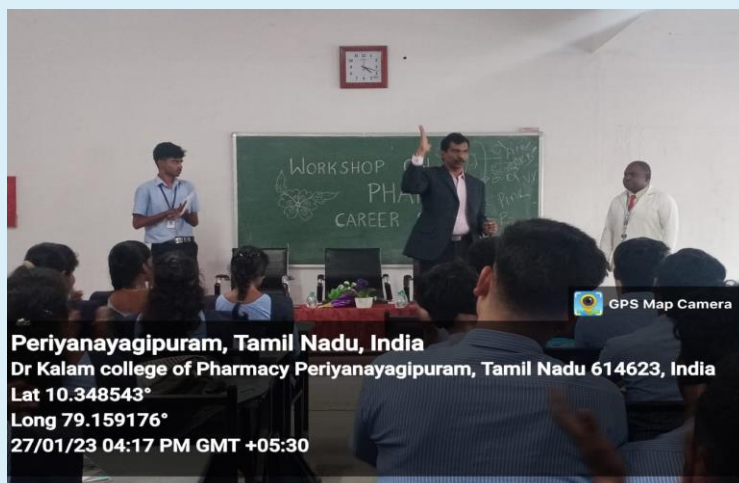 WORKSHOP
PHA
CAREER
GPS Map Camera
Periyanayagipuram, Tamil Nadu, India
Dr Kalam college of Pharmacy Periyanayagipuram, Tamil Nadu 614623, India
Lat 10.348543°
Long 79.159176°
27/01/23 04:17 PM GMT +05:30